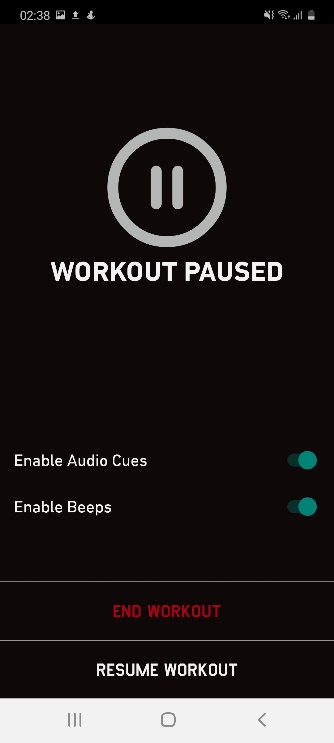 02:38
WORKOUT PAUSED
Enable Audio Cues
Enable Beeps
END WORKOUT
RESUME WORKOUT